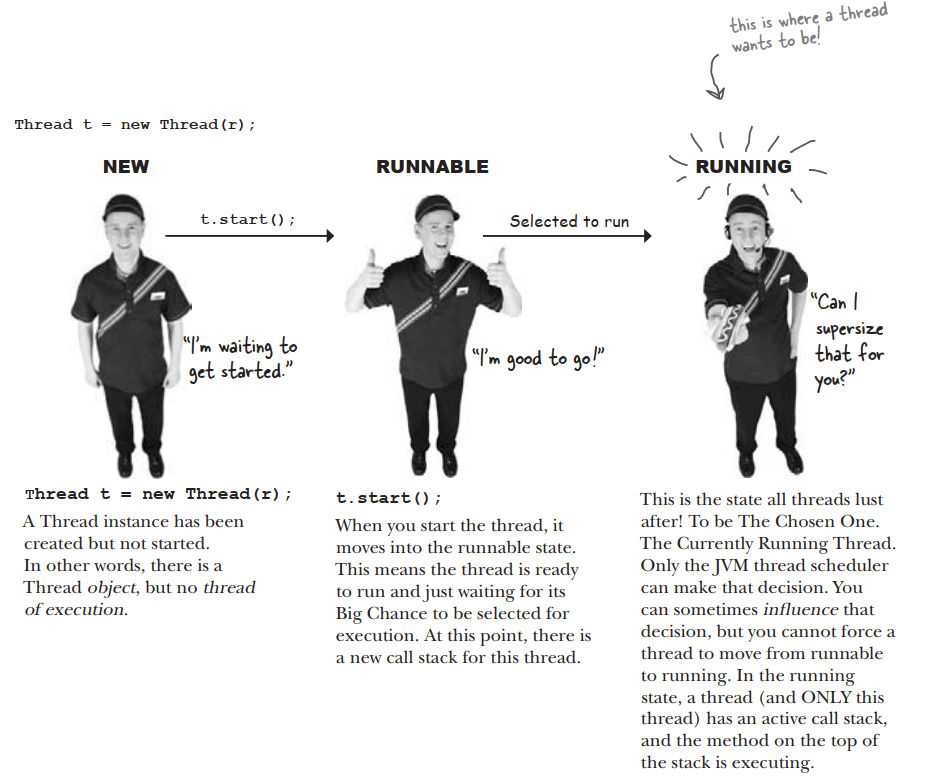 this is where a thread
wants to be!
Thread t = new Thread(r);
NEW
RUNNABLE
RUNNING
t.start();
Selected to run
"I'm waiting to
get started."
"I'm good to go!"
"Can I
supersize
that for
you?"
Thread t = new Thread(r);
A Thread instance has been
created but not started.
In other words, there is a
Thread object, but no thread
of execution.
t.start();
When you start the thread, it
moves into the runnable state.
This means the thread is ready
to run and just waiting for its
Big Chance to be selected for
execution. At this point, there is
a new call stack for this thread.
This is the state all threads lust
after! To be The Chosen One.
The Currently Running Thread.
Only the JVM thread scheduler
can make that decision. You
can sometimes influence that
decision, but you cannot force a
thread to move from runnable
to running. In the running
state, a thread (and ONLY this
thread) has an active call stack,
and the method on the top of
the stack is executing.